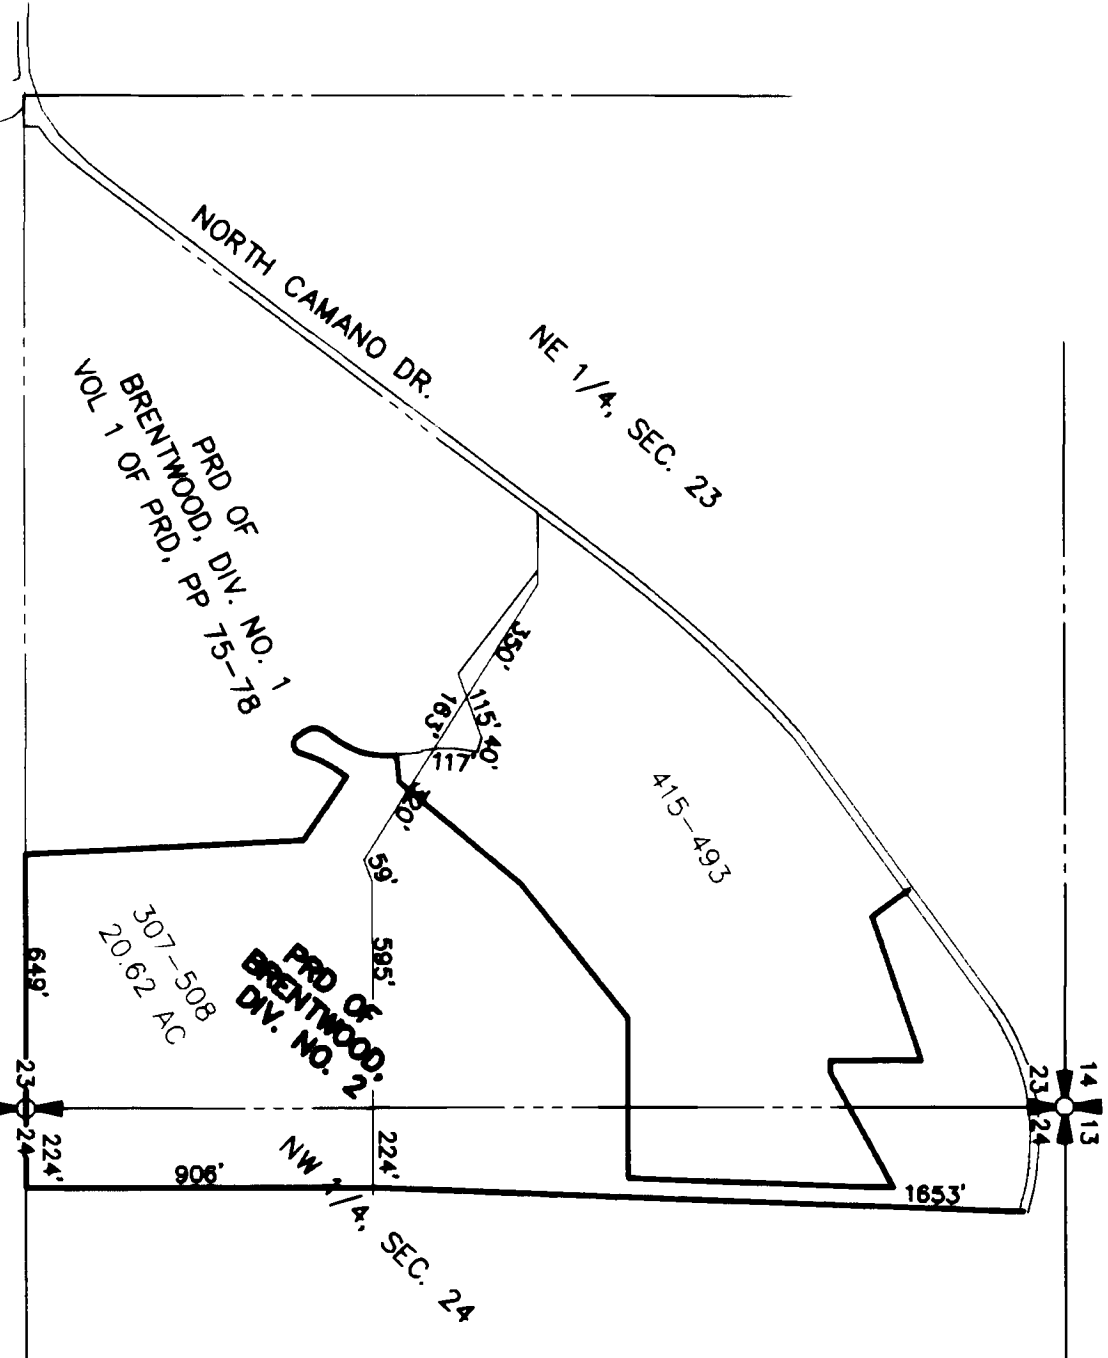 NORTH CAMANO DR.
NE 1/4, SEC. 23
PRD OF
BRENTWOOD, DIV. NO. 1
VOL 1 OF PRD, PP 75-78
350'
115'
40'
163'
117'
415-493
59'
595'
307-508
20.62 AC
PRD OF
BRENTWOOD,
DIV. NO. 2
649'
14
13
23
24
23
24
224'
224'
906'
NW 1/4, SEC. 24
1653'